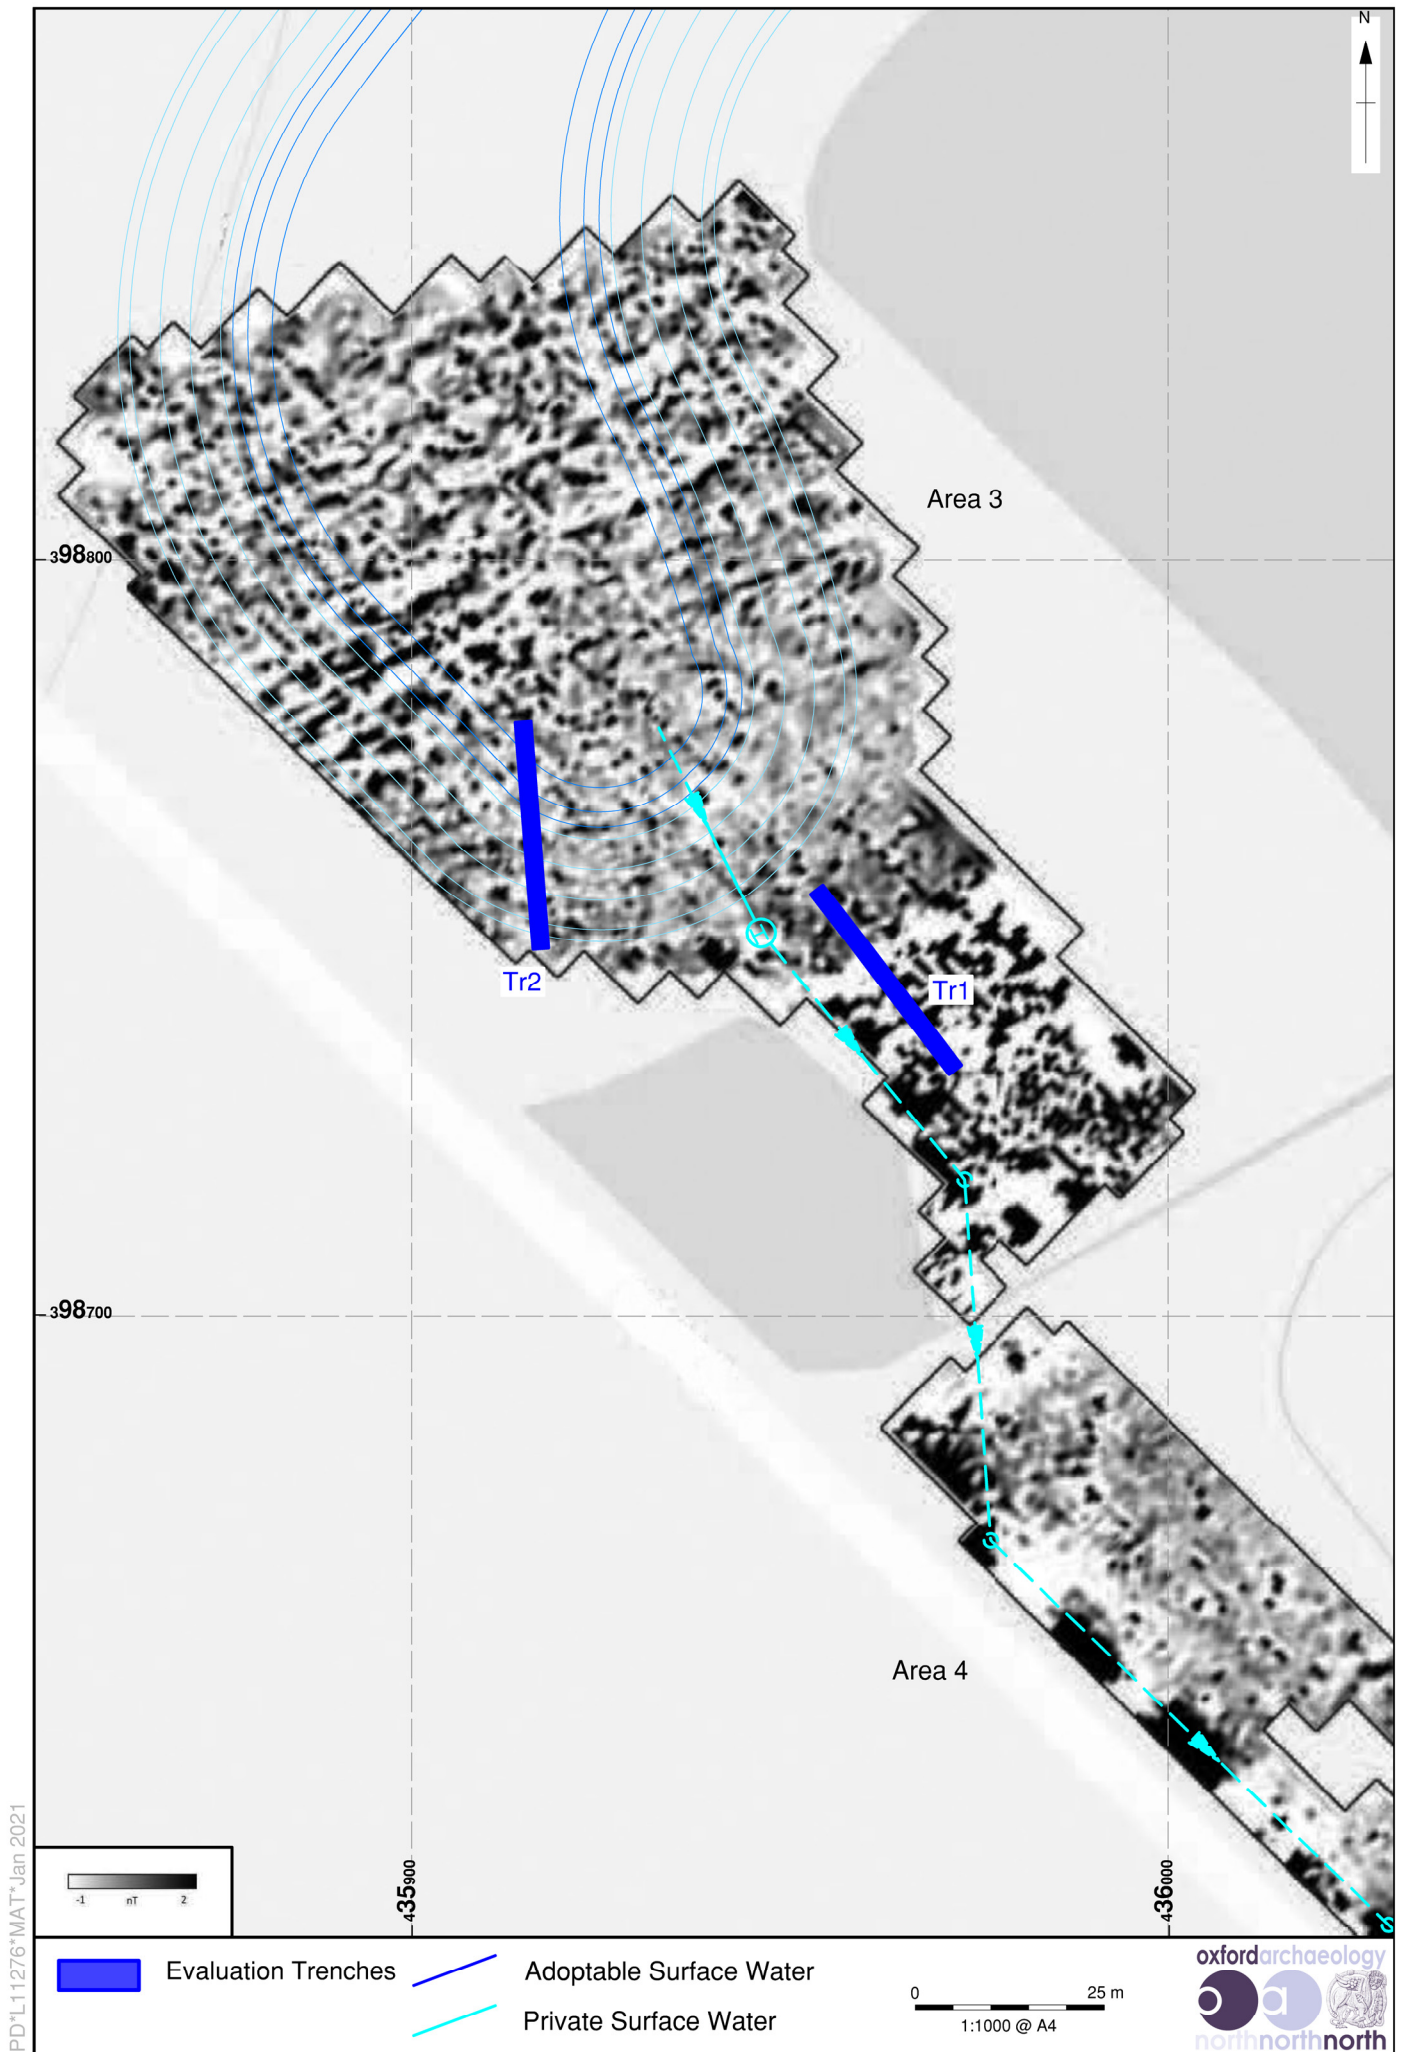 N
Area 3
398800
Tr2
Tr1
H
398700
Area 4
435900
436000
-1 nT 2
PD*L11276*MAT*Jan 2021
Evaluation Trenches
Adoptable Surface Water
Private Surface Water
0 25 m
1:1000 @ A4
oxfordarchaeology
oa
northnorthnorth